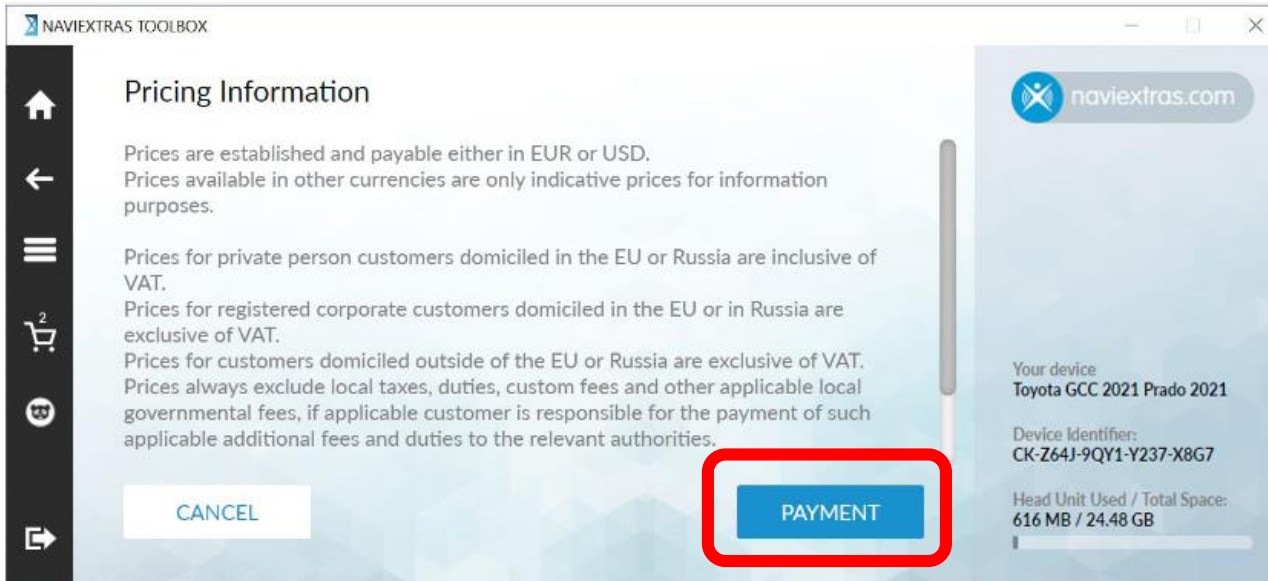 NAVIEXTRAS TOOLBOX
Pricing Information
Prices are established and payable either in EUR or USD.
Prices available in other currencies are only indicative prices for information
purposes.
Prices for private person customers domiciled in the EU or Russia are inclusive of
VAT.
Prices for registered corporate customers domiciled in the EU or in Russia are
exclusive of VAT.
Prices for customers domiciled outside of the EU or Russia are exclusive of VAT.
Prices always exclude local taxes, duties, custom fees and other applicable local
governmental fees, if applicable customer is responsible for the payment of such
applicable additional fees and duties to the relevant authorities.
CANCEL
PAYMENT
2
naviextras.com
Your device
Toyota GCC 2021 Prado 2021
Device Identifier:
CK-Z64J-9QY1-Y237-X8G7
Head Unit Used / Total Space:
616 MB / 24.48 GB